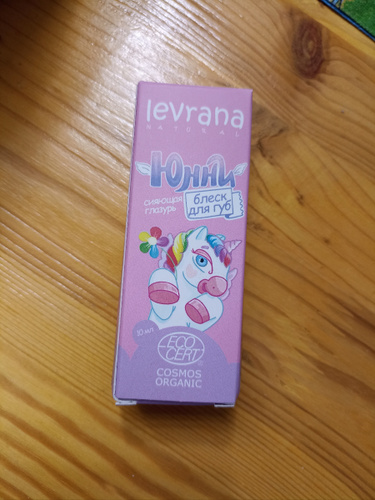 levrana
NATURAL
Юнни
сияющая
глазурь
блеск
для губ
10 мл
ECO
CERT
COSMOS
ORGANIC